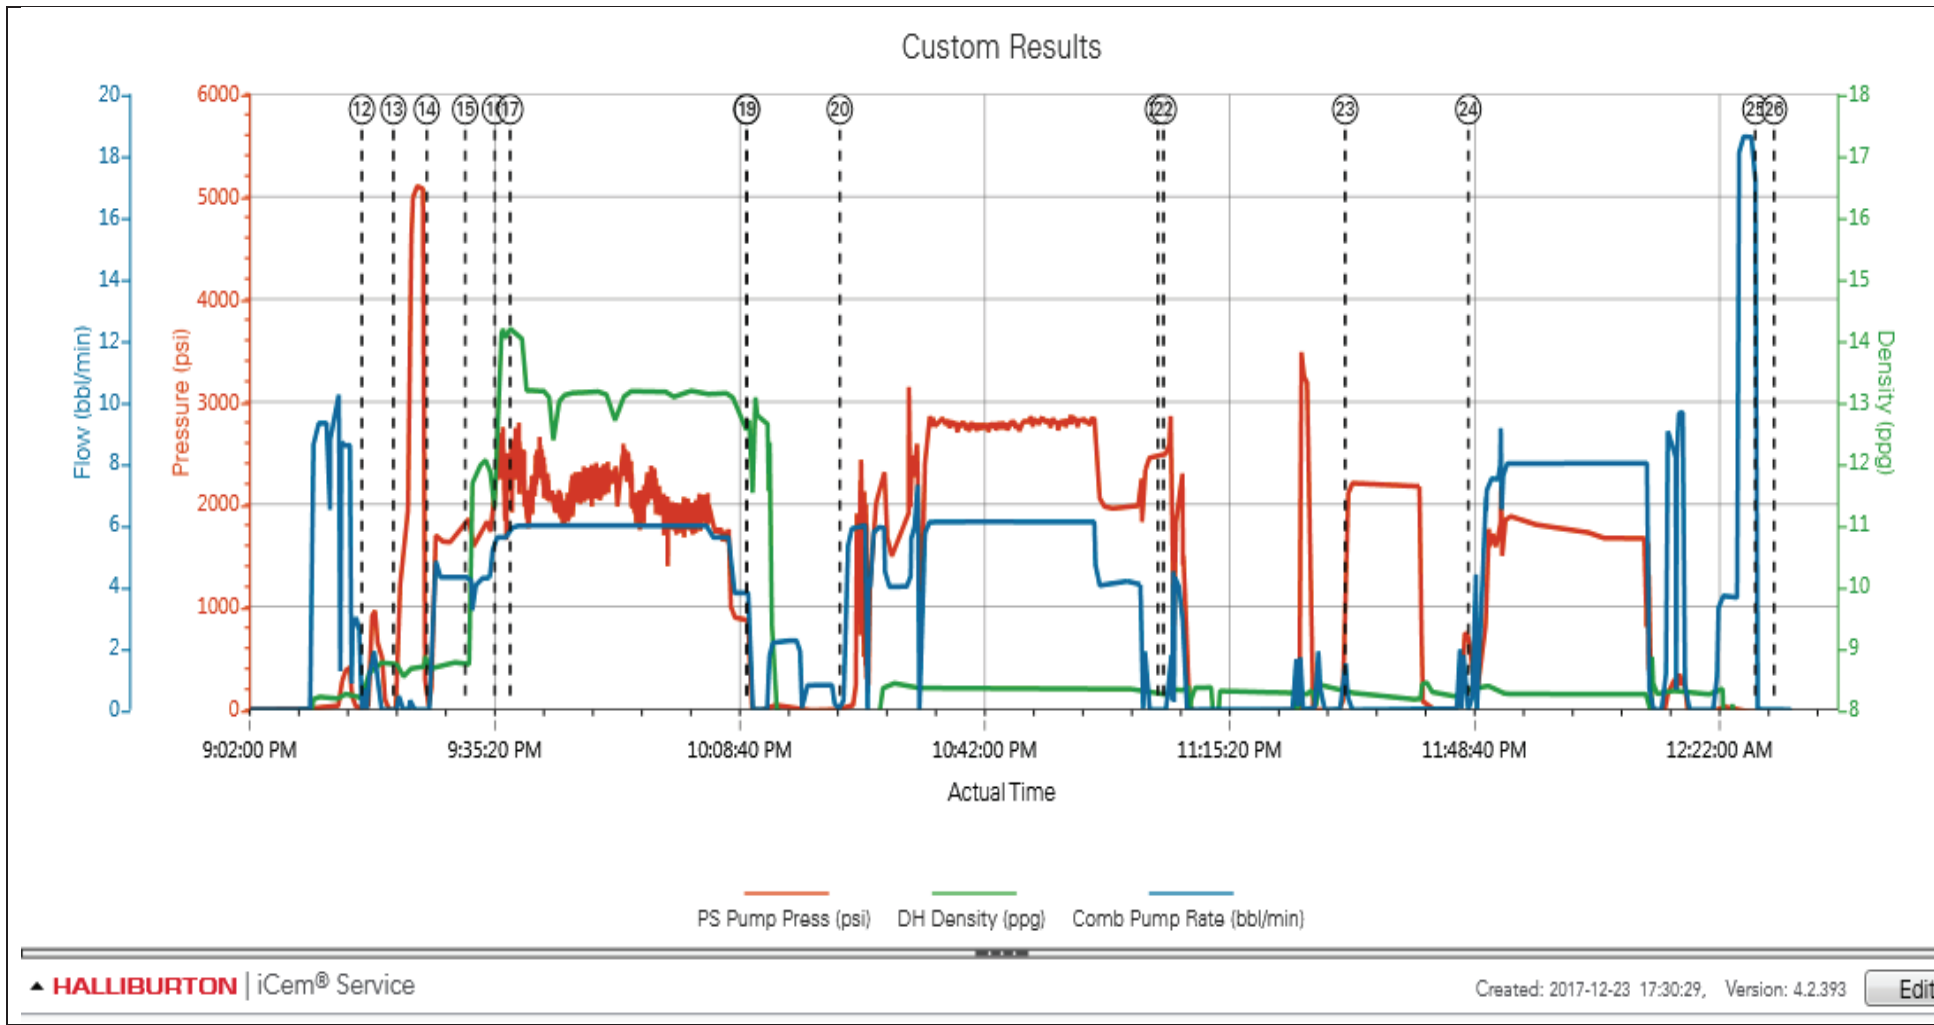 Custom Results
20
18
16
14
12
10
8
6
4
2
0
Flow (bbl/min)
6000
5000
4000
3000
2000
1000
0
Pressure (psi)
12 13 14 15 17 19 20 22 23 24 25 26
18
17
16
15
14
13
12
11
10
9
8
Density (ppg)
9:02:00 PM 9:35:20 PM 10:08:40 PM 10:42:00 PM 11:15:20 PM 11:48:40 PM 12:22:00 AM
Actual Time
PS Pump Press (psi) DH Density (ppg) Comb Pump Rate (bbl/min)
HALLIBURTON | iCem® Service
Created: 2017-12-23 17:30:29, Version: 4.2.393
Edit